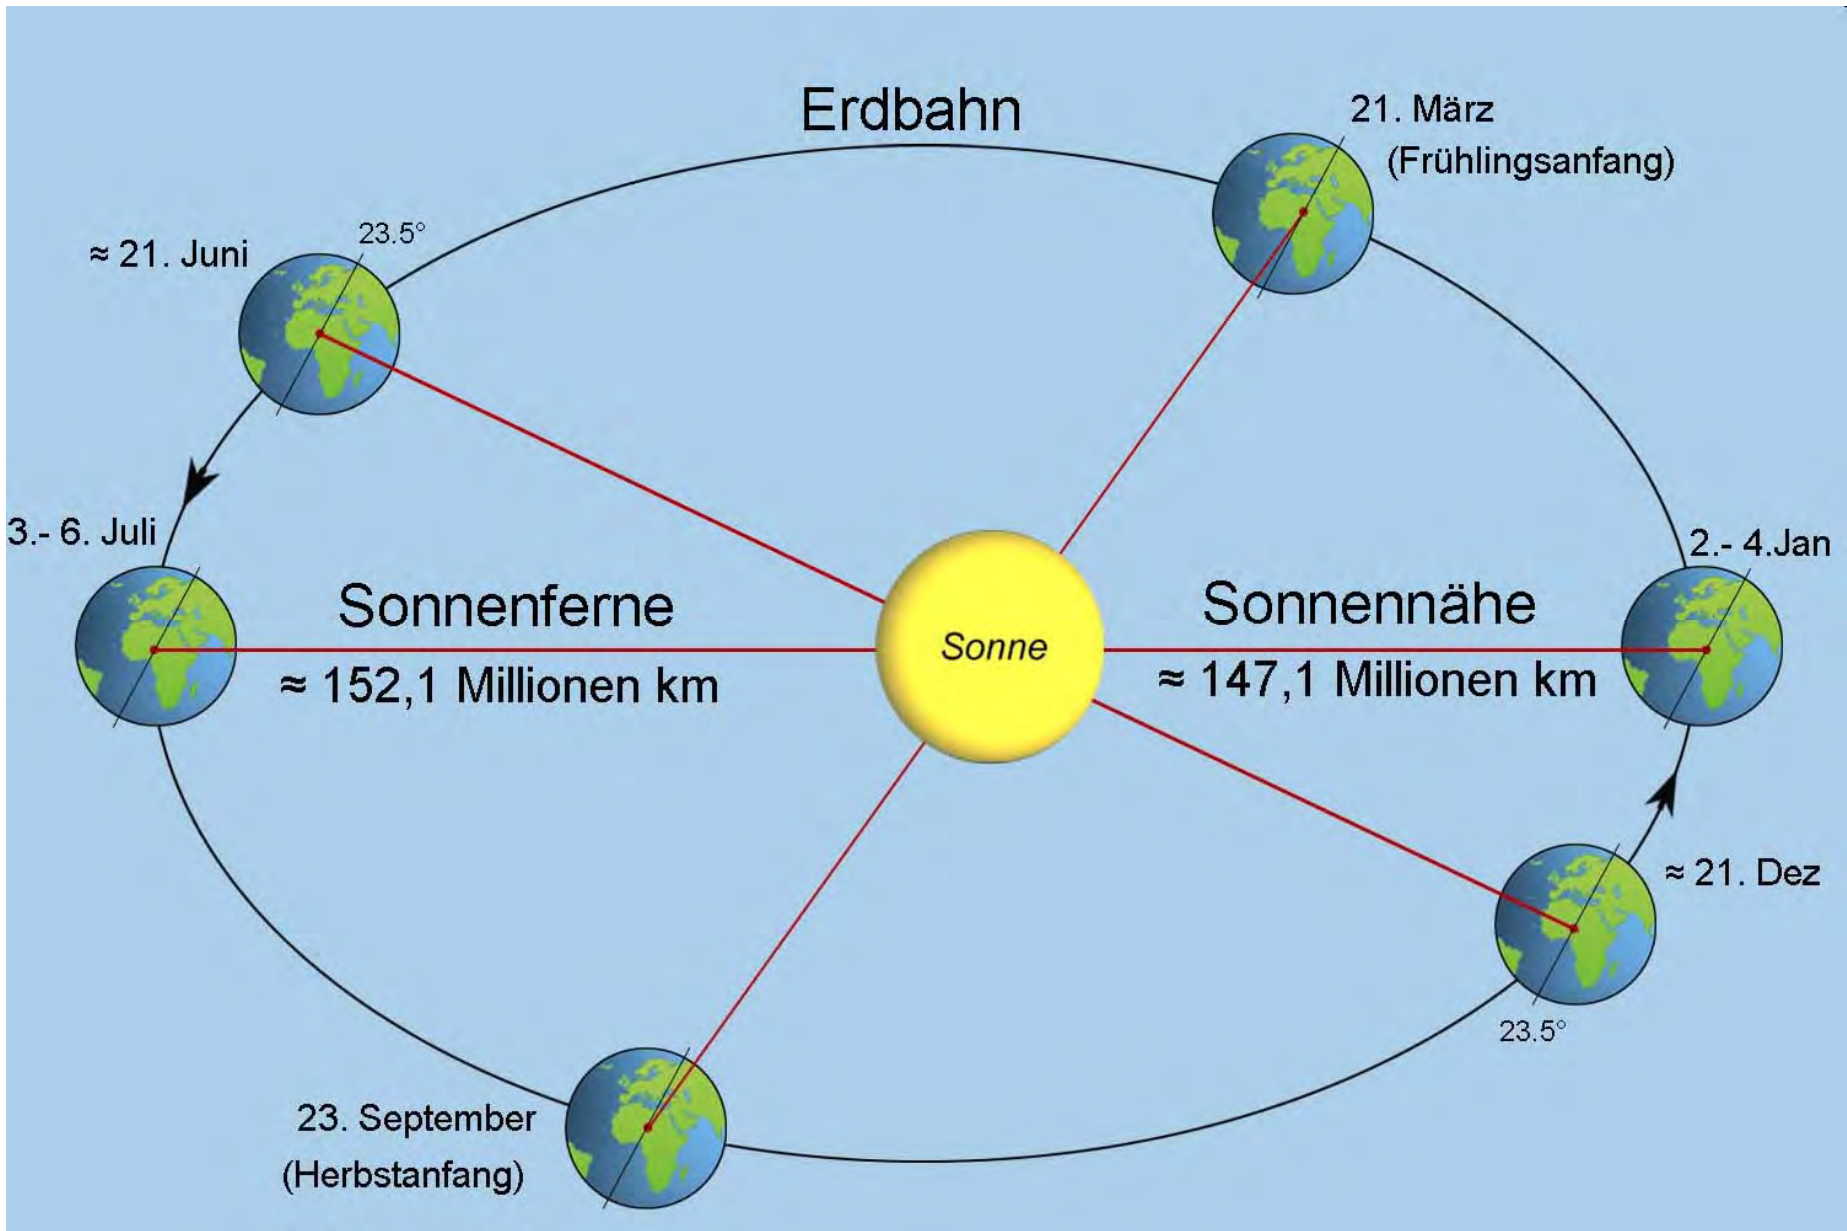 Erdbahn
21. März
(Frühlingsanfang)
23.5°
≈ 21. Juni
3.- 6. Juli
2.- 4.Jan
Sonnenferne
Sonnennähe
Sonne
≈ 152,1 Millionen km
≈ 147,1 Millionen km
≈ 21. Dez
23.5°
23. September
(Herbstanfang)